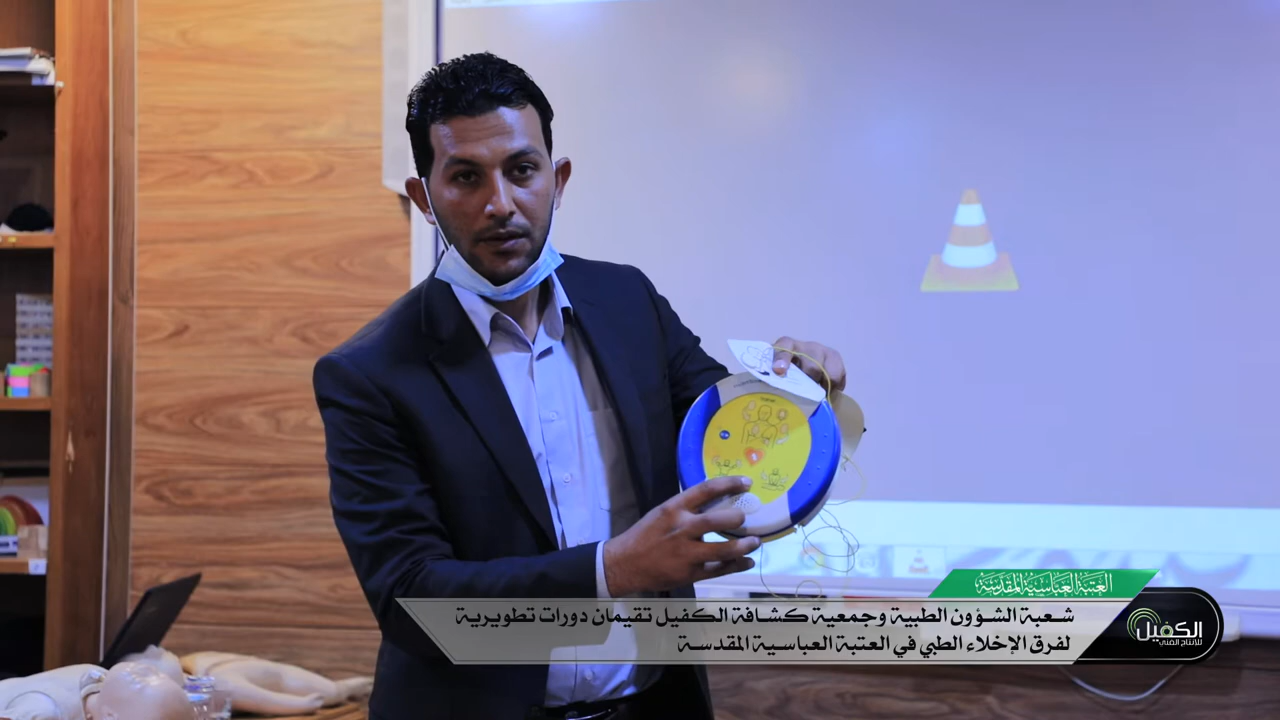 العتبة العباسية المقدسة
شعبة الشؤون الطبية وجمعية كشافة الكفيل تقيمان دورات تطويرية
لفرق الإخلاء الطبي في العتبة العباسية المقدسة
الكفيل
للإنتاج الفني